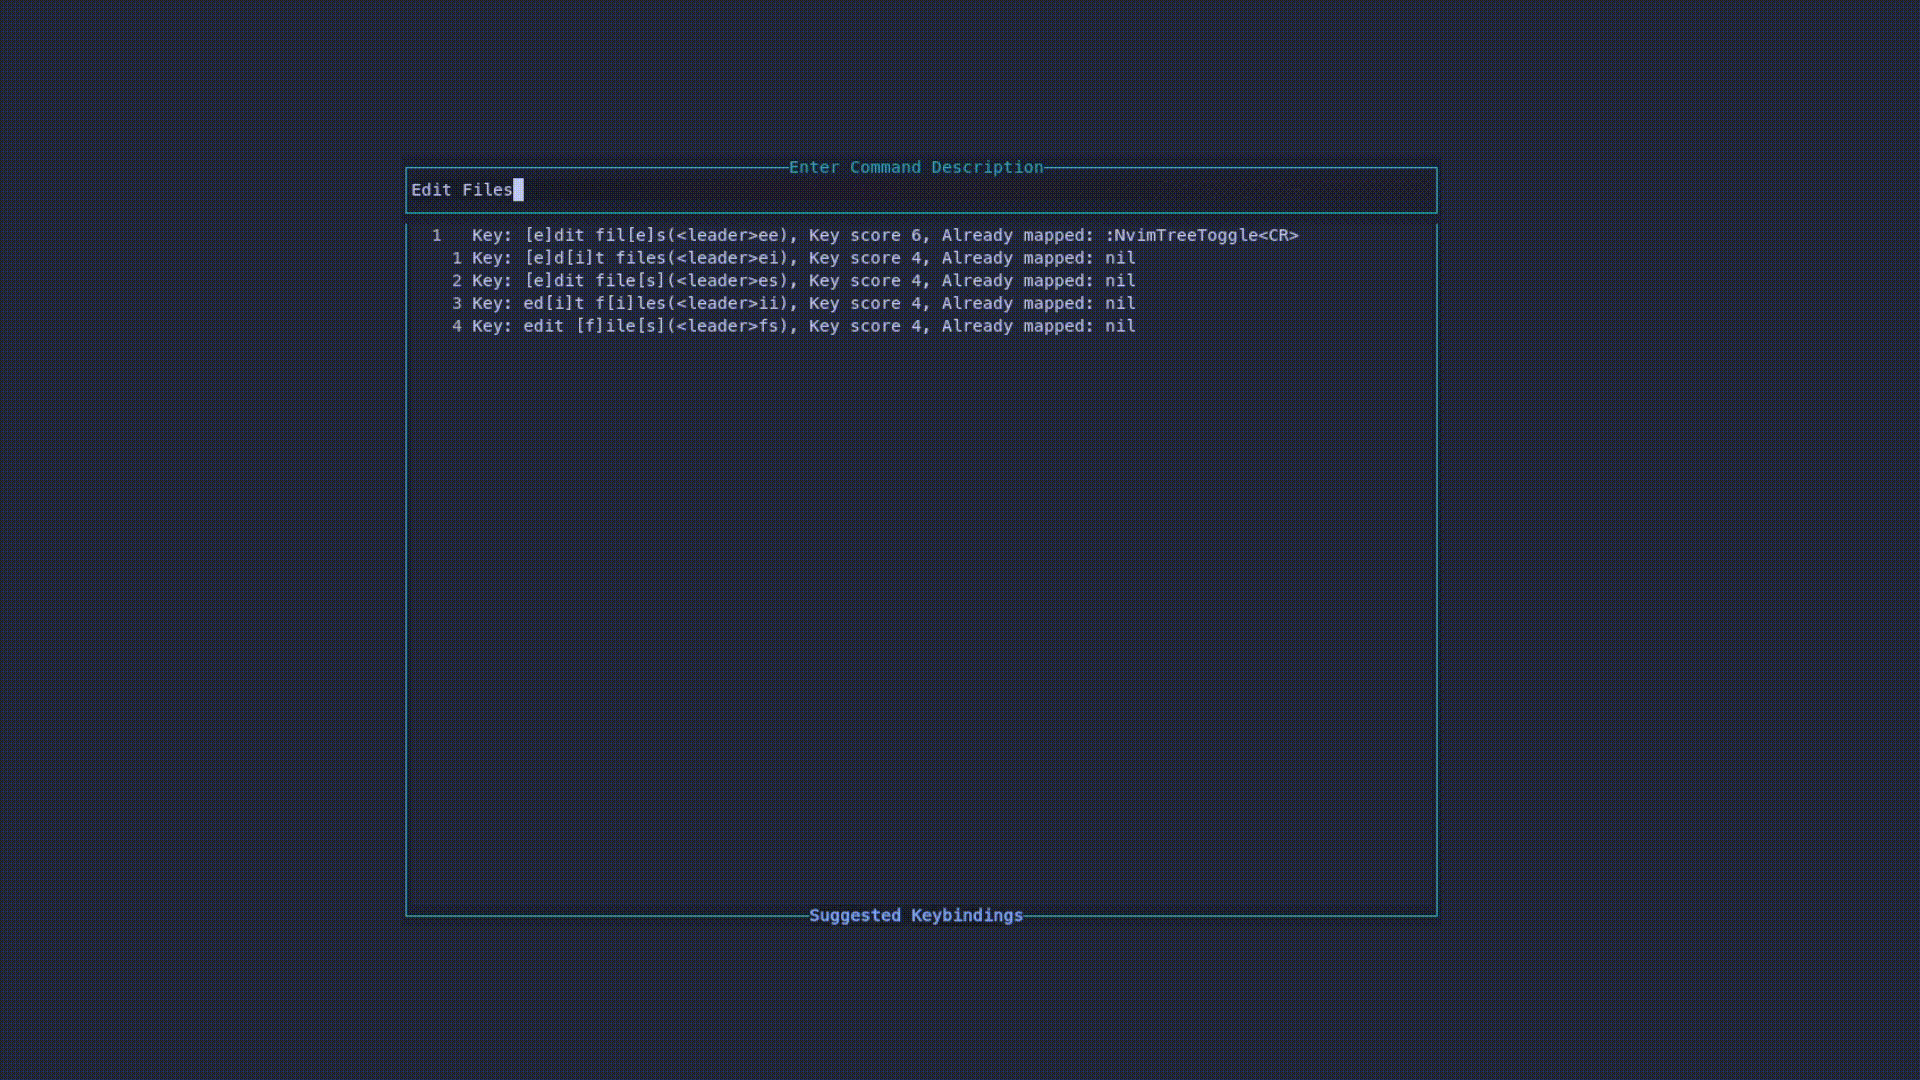 Enter Command Description
Edit Files
1 Key: [e]dit fil[e]s(<leader>ee), Key score 6, Already mapped: :NvimTreeToggle<CR>
1 Key: [e]d[i]t files(<leader>ei), Key score 4, Already mapped: nil
2 Key: [e]dit file[s](<leader>es), Key score 4, Already mapped: nil
3 Key: ed[i]t f[i]les(<leader>ii), Key score 4, Already mapped: nil
4 Key: edit [f]ile[s](<leader>fs), Key score 4, Already mapped: nil
Suggested Keybindings